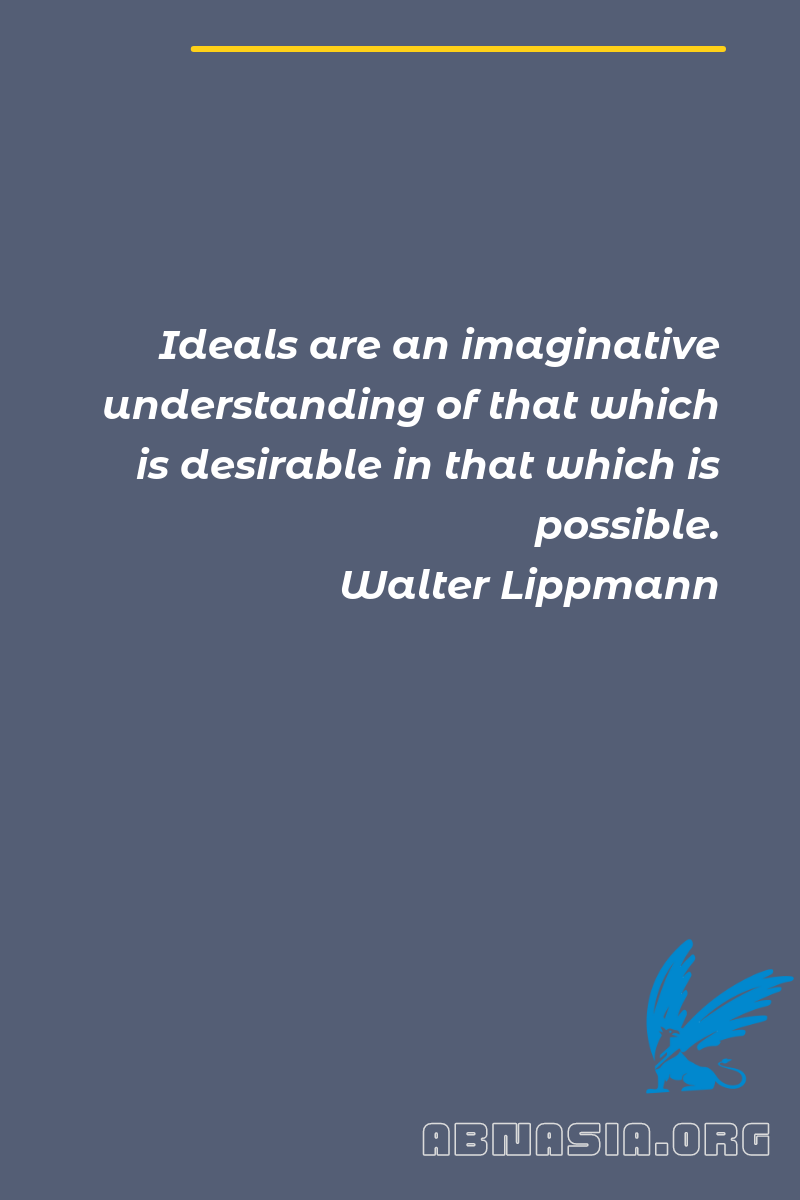 Ideals are an imaginative
understanding of that which
is desirable in that which is
possible.
Walter Lippmann
ABNASIA.ORG